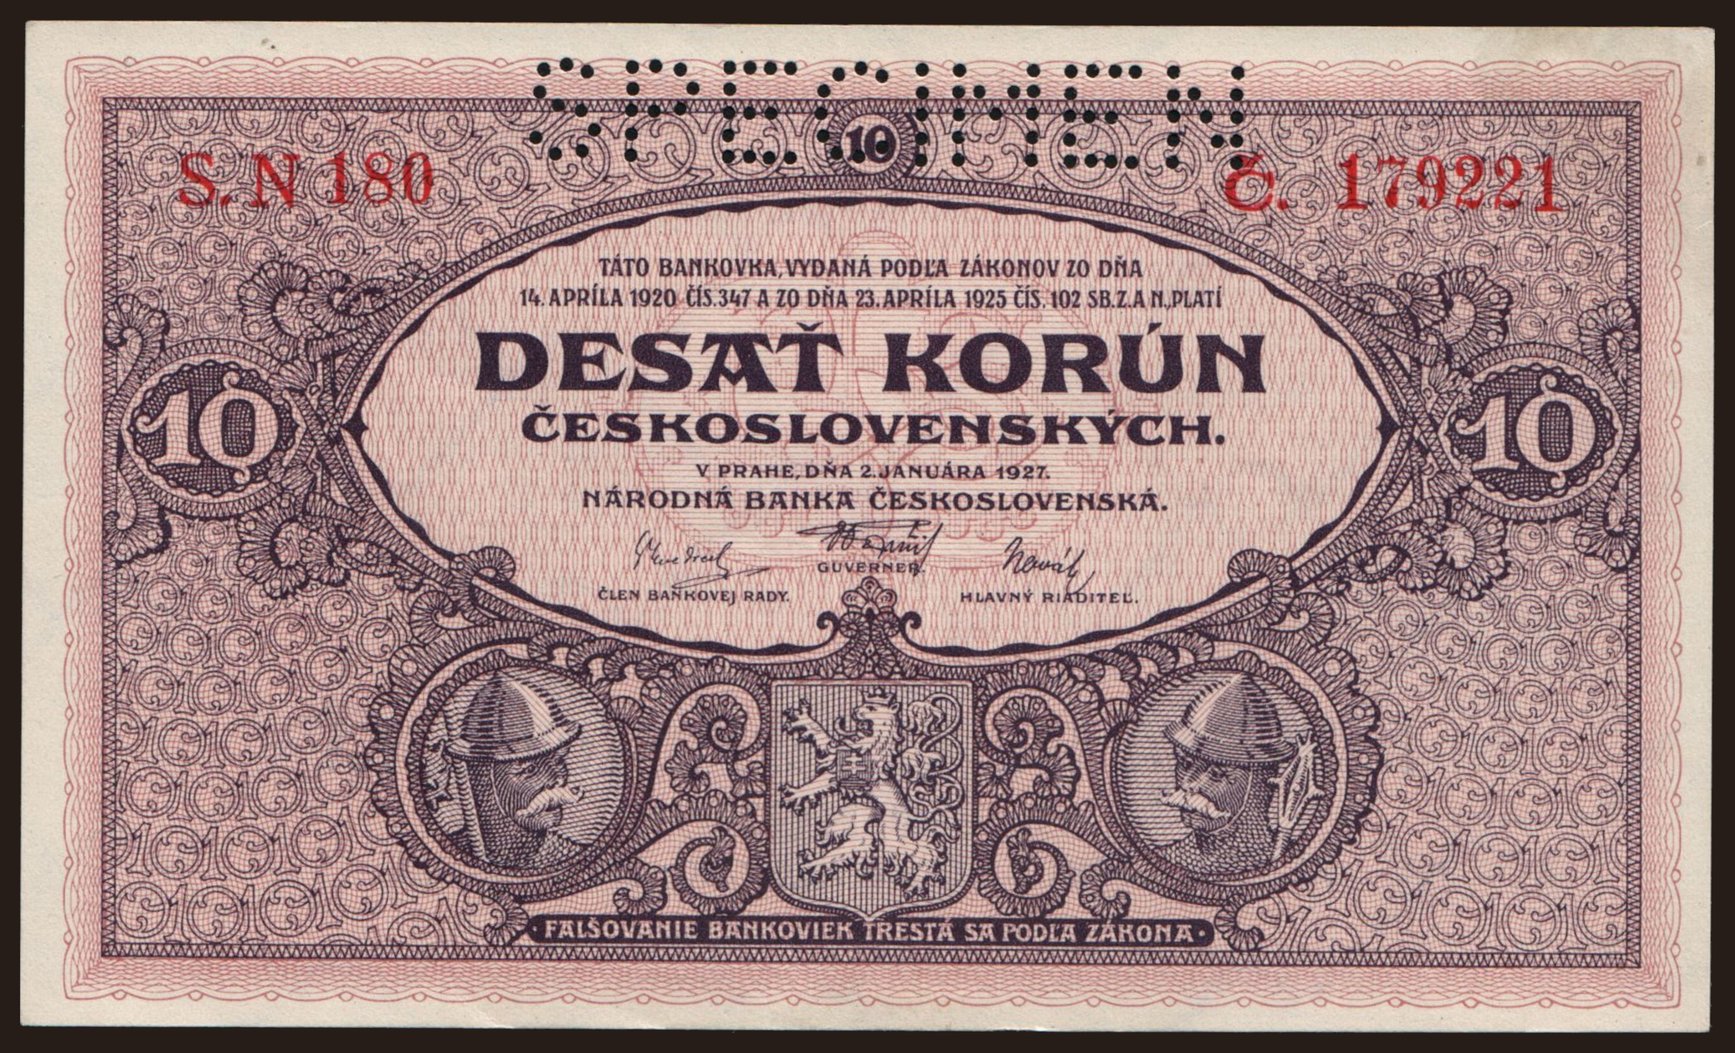 SPECIMEN
10
S. N 180
Č. 179221
TÁTO BANKOVKA, VYDANÁ PODĽA ZÁKONOV ZO DŇA
14. APRÍLA 1920 ČÍS. 347 A ZO DŇA 23. APRÍLA 1925 ČÍS. 102 SB. Z. A N., PLATÍ
DESAŤ KORÚN
ČESKOSLOVENSKÝCH.
10
10
V PRAHE, DŇA 2. JANUÁRA 1927.
NÁRODNÁ BANKA ČESKOSLOVENSKÁ.
Novák
GUVERNER.
ČLEN BANKOVEJ RADY.
HLAVNÝ RIADITEĽ.
· FALŠOVANIE BANKOVIEK TRESTÁ SA PODĽA ZÁKONA ·